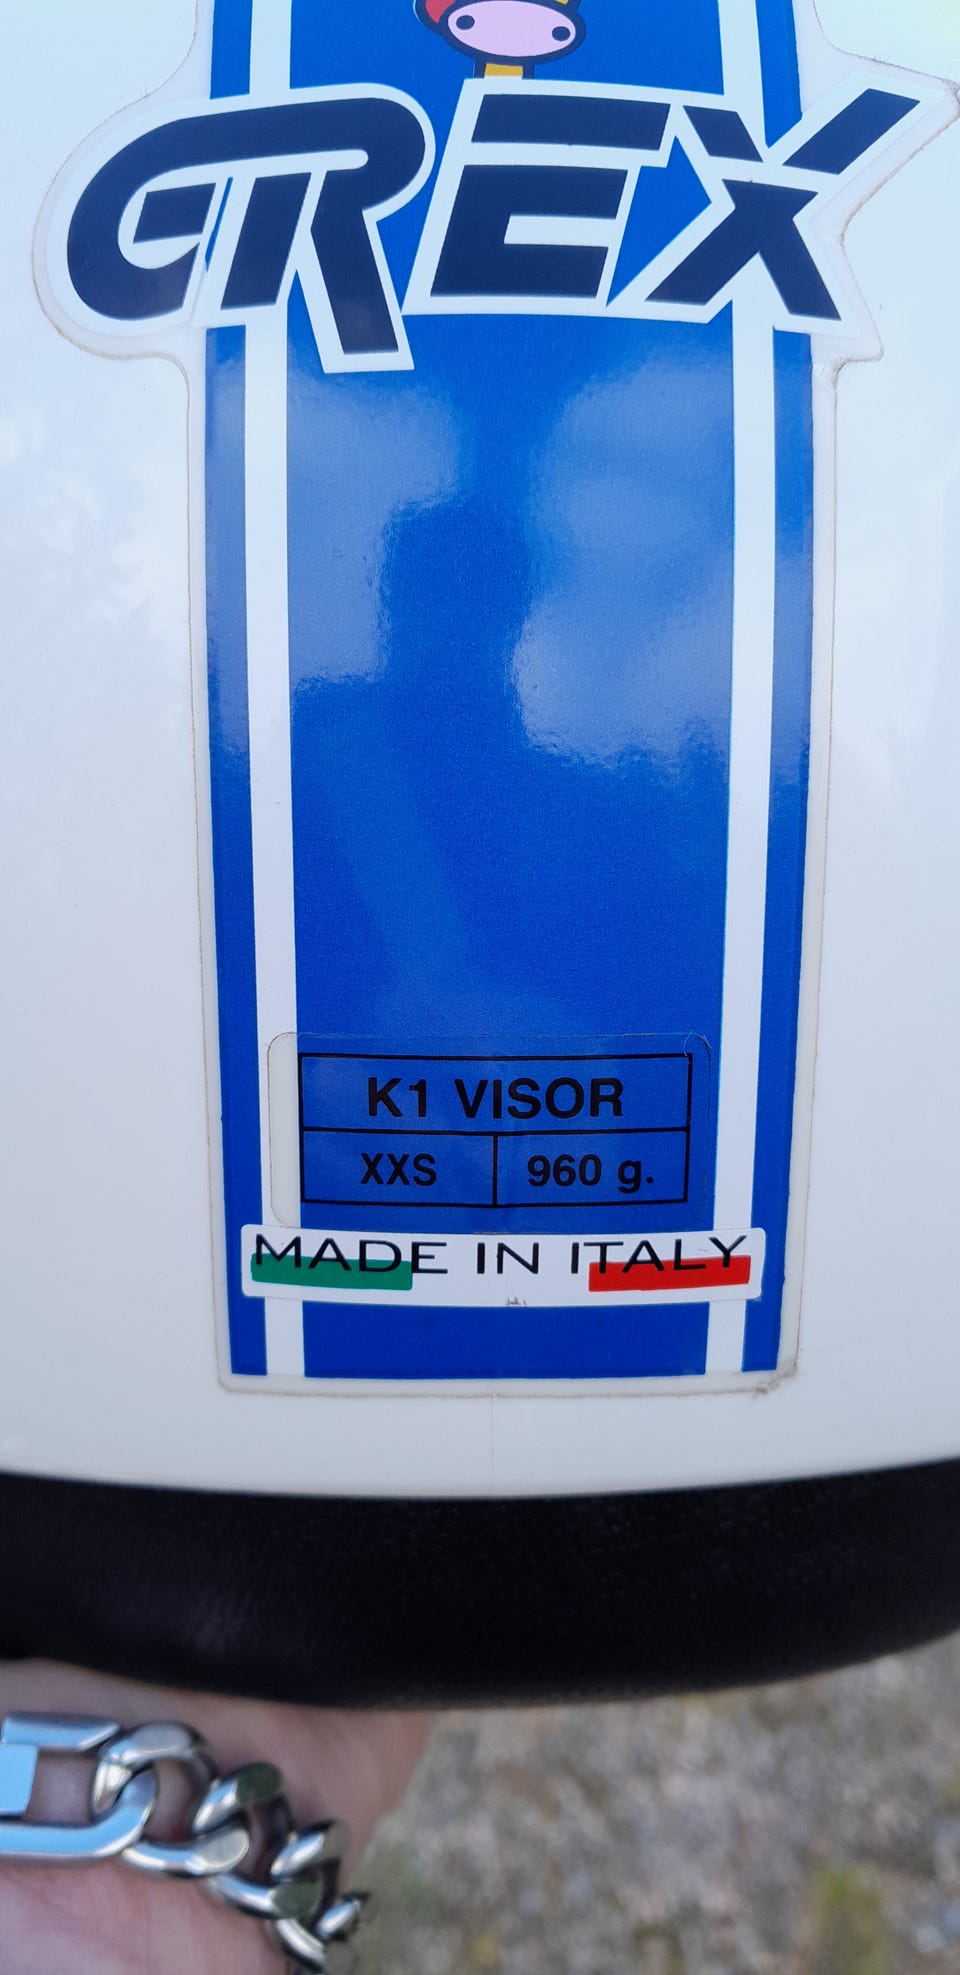 GREX
K1 VISOR
XXS 960 g.
MADE IN ITALY